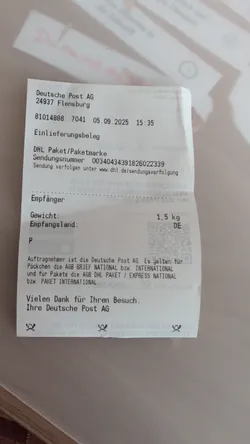 Deutsche Post AG
24937 Flensburg
81014888 7041 05.09.2025 15:35
Einlieferungsbeleg
DHL Paket/Paketmarke
Sendungsnummer 00340434391826022339
Sendung verfolgen unter www.dhl.de/sendungsverfolgung
Empfänger
Gewicht: 1,5 kg
Empfangsland: DE
P
Auftragnehmer ist die Deutsche Post AG. Es gelten für
Päckchen die AGB BRIEF NATIONAL bzw. INTERNATIONAL
und für Pakete die AGB DHL PAKET / EXPRESS NATIONAL
bzw. PAKET INTERNATIONAL.
Vielen Dank für Ihren Besuch.
Ihre Deutsche Post AG